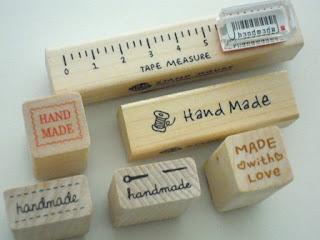 handmade
0 1 2 3 4 5
TAPE MEASURE
Hand Made
HAND
MADE
MADE
with
Love
handmade
handmade